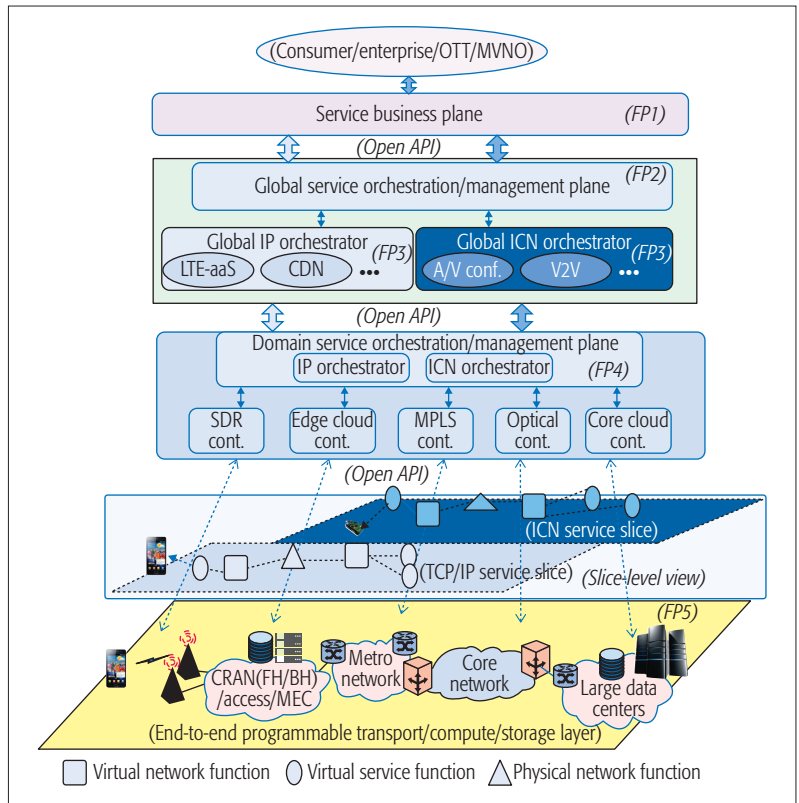 (Consumer/enterprise/OTT/MVNO)
Service business plane
(FP1)
(Open API)
Global service orchestration/management plane
(FP2)
Global IP orchestrator
(FP3)
LTE-aaS
CDN
•••
Global ICN orchestrator
(FP3)
A/V conf.
V2V
•••
(Open API)
Domain service orchestration/management plane
IP orchestrator
ICN orchestrator
(FP4)
SDR
cont.
Edge cloud
cont.
MPLS
cont.
Optical
cont.
Core cloud
cont.
(Open API)
(ICN service slice)
(TCP/IP service slice)
(Slice-level view)
(FP5)
CRAN(FH/BH)
/access/MEC
Metro
network
Core
network
Large data
centers
(End-to-end programmable transport/compute/storage layer)
Virtual network function
Virtual service function
Physical network function